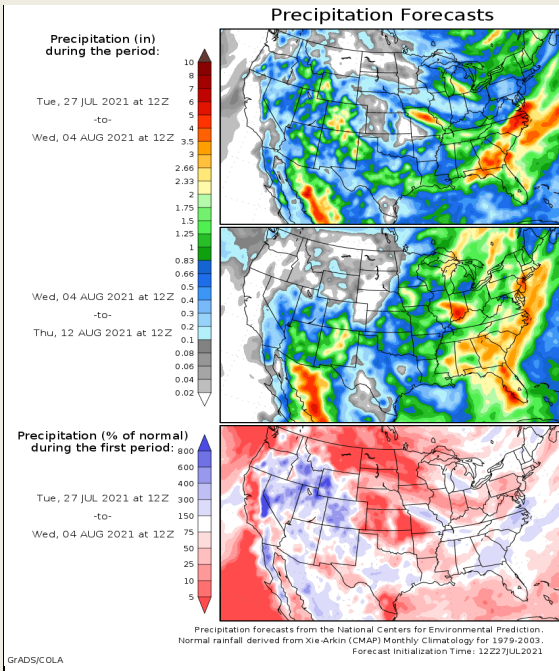 Precipitation Forecasts
Precipitation (in)
during the period:
Tue, 27 JUL 2021 at 12Z
-to-
Wed, 04 AUG 2021 at 12Z
10
8
7
6
5
4
3.5
3
2.66
2.33
2
1.75
1.5
1.25
1
0.83
0.66
0.5
0.4
0.3
0.2
0.1
0.08
0.06
0.04
0.02
Wed, 04 AUG 2021 at 12Z
-to-
Thu, 12 AUG 2021 at 12Z
Precipitation (% of normal)
during the first period:
Tue, 27 JUL 2021 at 12Z
-to-
Wed, 04 AUG 2021 at 12Z
800
600
400
300
150
75
50
25
10
5
Precipitation forecasts from the National Centers for Environmental Prediction.
Normal rainfall derived from Xie-Arkin (CMAP) Monthly Climatology for 1979-2003.
Forecast Initialization Time: 12Z27JUL2021
GrADS/COLA